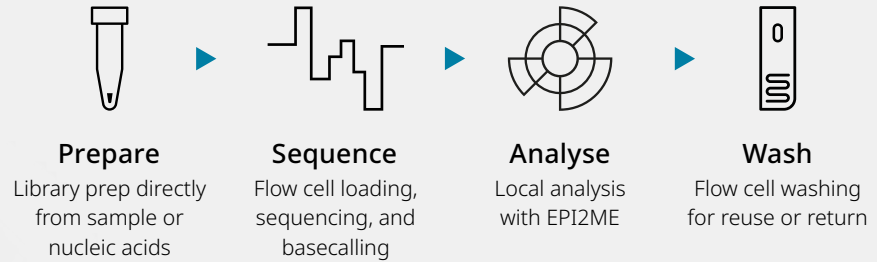 Prepare
Library prep directly
from sample or
nucleic acids
Sequence
Flow cell loading,
sequencing, and
basecalling
Analyse
Local analysis
with EPI2ME
Wash
Flow cell washing
for reuse or return